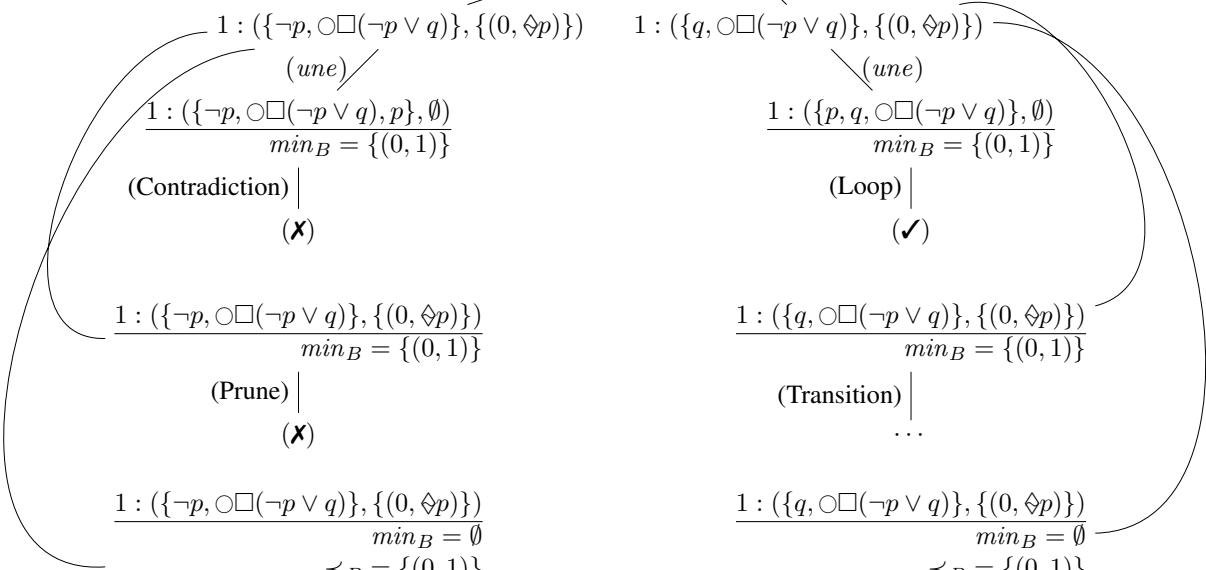 1 : ({¬p, ○□(¬p ∨ q)}, {(0, ◇p)}) 1 : ({q, ○□(¬p ∨ q)}, {(0, ◇p)})
(une) (une)
1 : ({¬p, ○□(¬p ∨ q), p}, ∅) 1 : ({p, q, ○□(¬p ∨ q)}, ∅)
min_B = {(0, 1)} min_B = {(0, 1)}
(Contradiction) (Loop)
(✗) (✓)
1 : ({¬p, ○□(¬p ∨ q)}, {(0, ◇p)}) 1 : ({q, ○□(¬p ∨ q)}, {(0, ◇p)})
min_B = {(0, 1)} min_B = {(0, 1)}
(Prune) (Transition)
(✗) ⋯
1 : ({¬p, ○□(¬p ∨ q)}, {(0, ◇p)}) 1 : ({q, ○□(¬p ∨ q)}, {(0, ◇p)})
min_B = ∅ min_B = ∅